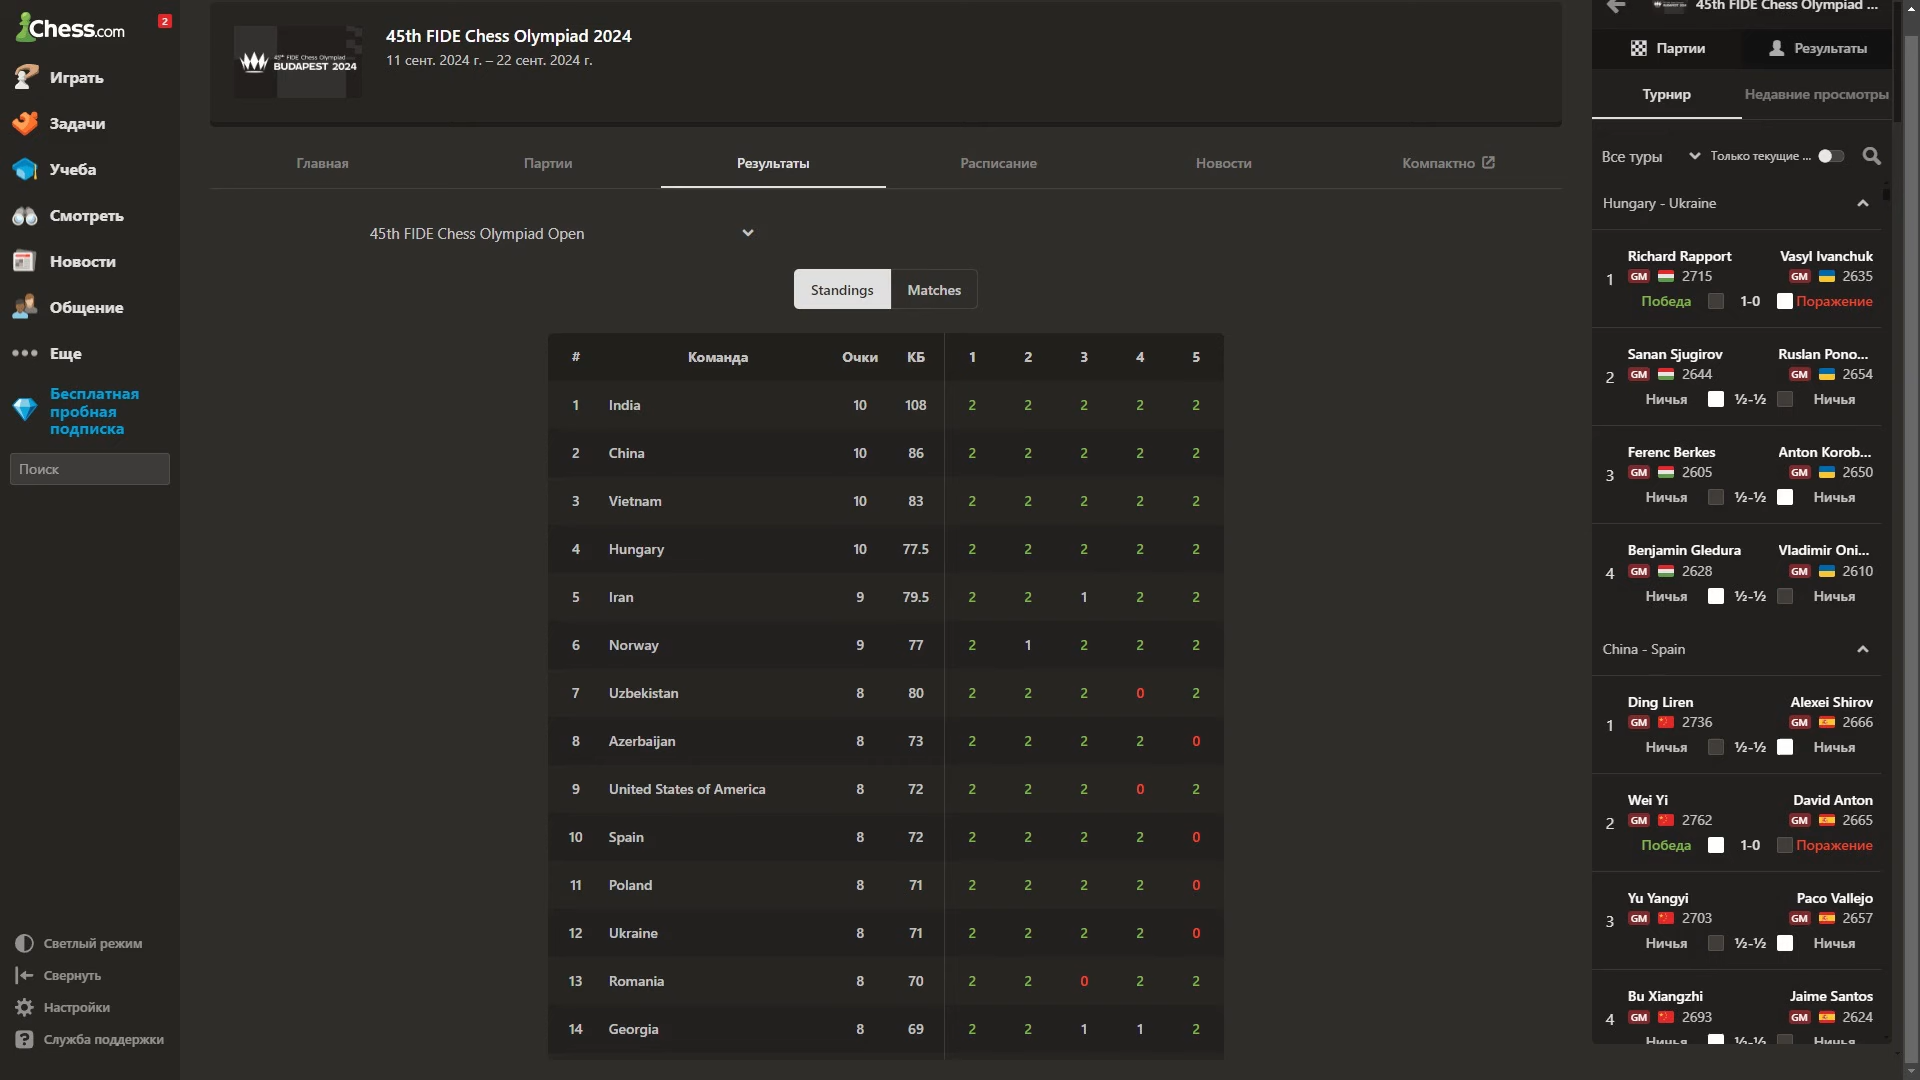 Chess.com
2
Играть
Задачи
Учеба
Смотреть
Новости
Общение
Еще
Бесплатная
пробная
подписка
Поиск
Светлый режим
Свернуть
Настройки
Служба поддержки
45th FIDE Chess Olympiad
BUDAPEST 2024
45th FIDE Chess Olympiad 2024
11 сент. 2024 г. – 22 сент. 2024 г.
Главная
Партии
Результаты
Расписание
Новости
Компактно
45th FIDE Chess Olympiad Open
Standings Matches
# Команда Очки КБ 1 2 3 4 5
1 India 10 108 2 2 2 2 2
2 China 10 86 2 2 2 2 2
3 Vietnam 10 83 2 2 2 2 2
4 Hungary 10 77.5 2 2 2 2 2
5 Iran 9 79.5 2 2 1 2 2
6 Norway 9 77 2 1 2 2 2
7 Uzbekistan 8 80 2 2 2 0 2
8 Azerbaijan 8 73 2 2 2 2 0
9 United States of America 8 72 2 2 2 0 2
10 Spain 8 72 2 2 2 2 0
11 Poland 8 71 2 2 2 2 0
12 Ukraine 8 71 2 2 2 2 0
13 Romania 8 70 2 2 0 2 2
14 Georgia 8 69 2 2 1 1 2
45th FIDE Chess Olympiad ...
Партии Результаты
Турнир Недавние просмотры
Все туры Только текущие ...
Hungary - Ukraine
Richard Rapport Vasyl Ivanchuk
1 GM 2715 GM 2635
Победа 1-0 Поражение
Sanan Sjugirov Ruslan Pono...
2 GM 2644 GM 2654
Ничья ½-½ Ничья
Ferenc Berkes Anton Korob...
3 GM 2605 GM 2650
Ничья ½-½ Ничья
Benjamin Gledura Vladimir Oni...
4 GM 2628 GM 2610
Ничья ½-½ Ничья
China - Spain
Ding Liren Alexei Shirov
1 GM 2736 GM 2666
Ничья ½-½ Ничья
Wei Yi David Anton
2 GM 2762 GM 2665
Победа 1-0 Поражение
Yu Yangyi Paco Vallejo
3 GM 2703 GM 2657
Ничья ½-½ Ничья
Bu Xiangzhi Jaime Santos
4 GM 2693 GM 2624
Ничья ½-½ Ничья